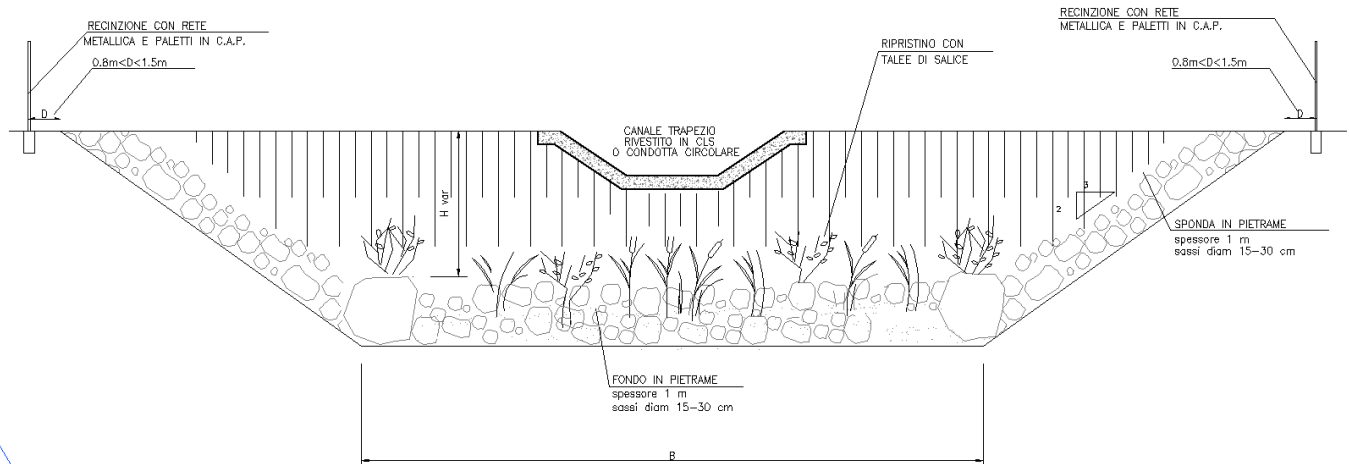 RECINZIONE CON RETE
METALLICA E PALETTI IN C.A.P.
0.8m<D<1.5m
D
RIPRISTINO CON
TALEE DI SALICE
RECINZIONE CON RETE
METALLICA E PALETTI IN C.A.P.
0.8m<D<1.5m
D
CANALE TRAPEZIO
RIVESTITO IN CLS
O CONDOTTA CIRCOLARE
H var
3
2
SPONDA IN PIETRAME
spessore 1 m
sassi diam 15-30 cm
FONDO IN PIETRAME
spessore 1 m
sassi diam 15-30 cm
B